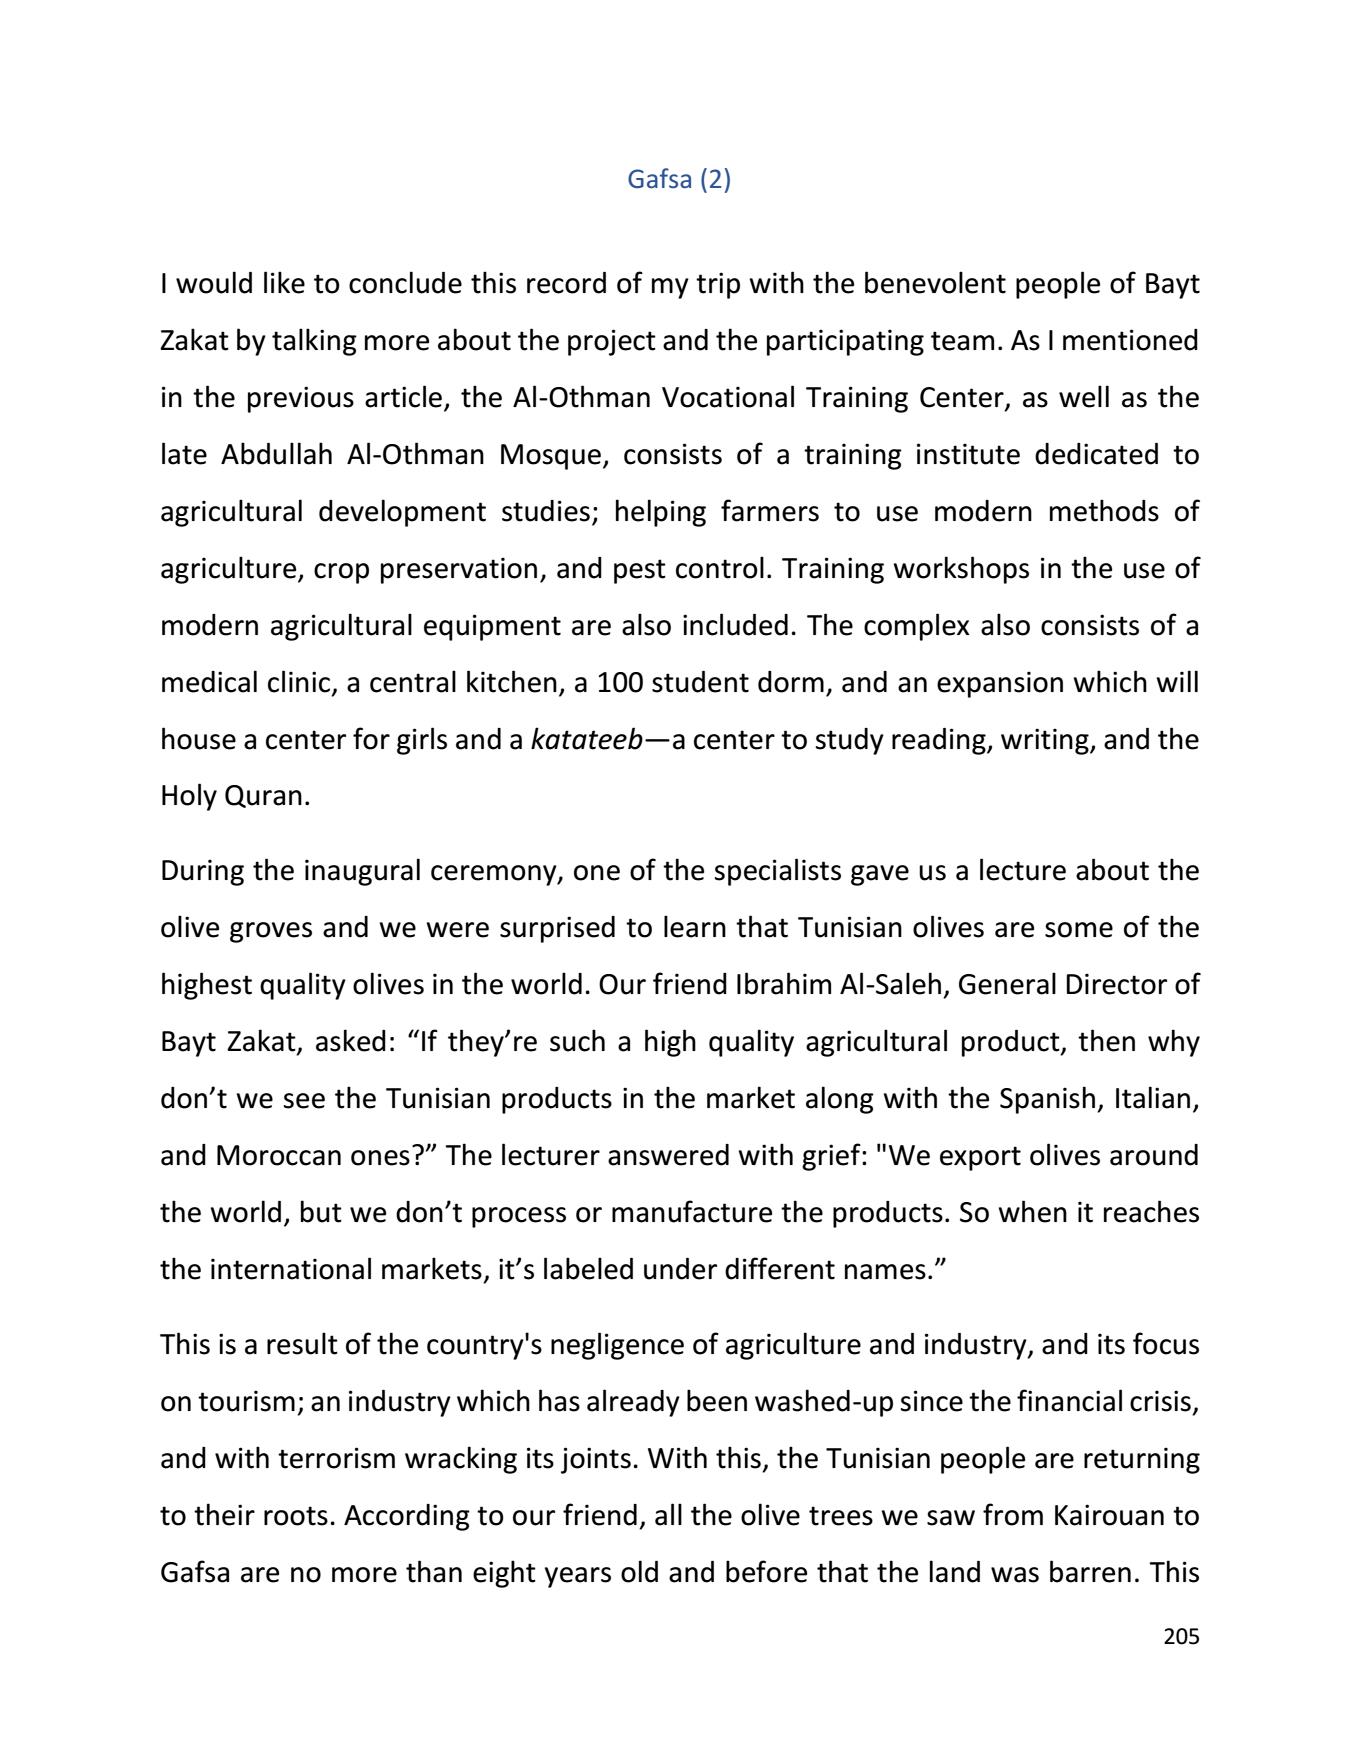 Gafsa (2)
I would like to conclude this record of my trip with the benevolent people of Bayt
Zakat by talking more about the project and the participating team. As I mentioned
in the previous article, the Al-Othman Vocational Training Center, as well as the
late Abdullah Al-Othman Mosque, consists of a training institute dedicated to
agricultural development studies; helping farmers to use modern methods of
agriculture, crop preservation, and pest control. Training workshops in the use of
modern agricultural equipment are also included. The complex also consists of a
medical clinic, a central kitchen, a 100 student dorm, and an expansion which will
house a center for girls and a katateeb—a center to study reading, writing, and the
Holy Quran.
During the inaugural ceremony, one of the specialists gave us a lecture about the
olive groves and we were surprised to learn that Tunisian olives are some of the
highest quality olives in the world. Our friend Ibrahim Al-Saleh, General Director of
Bayt Zakat, asked: “If they’re such a high quality agricultural product, then why
don’t we see the Tunisian products in the market along with the Spanish, Italian,
and Moroccan ones?” The lecturer answered with grief: "We export olives around
the world, but we don’t process or manufacture the products. So when it reaches
the international markets, it’s labeled under different names.”
This is a result of the country's negligence of agriculture and industry, and its focus
on tourism; an industry which has already been washed-up since the financial crisis,
and with terrorism wracking its joints. With this, the Tunisian people are returning
to their roots. According to our friend, all the olive trees we saw from Kairouan to
Gafsa are no more than eight years old and before that the land was barren. This
205